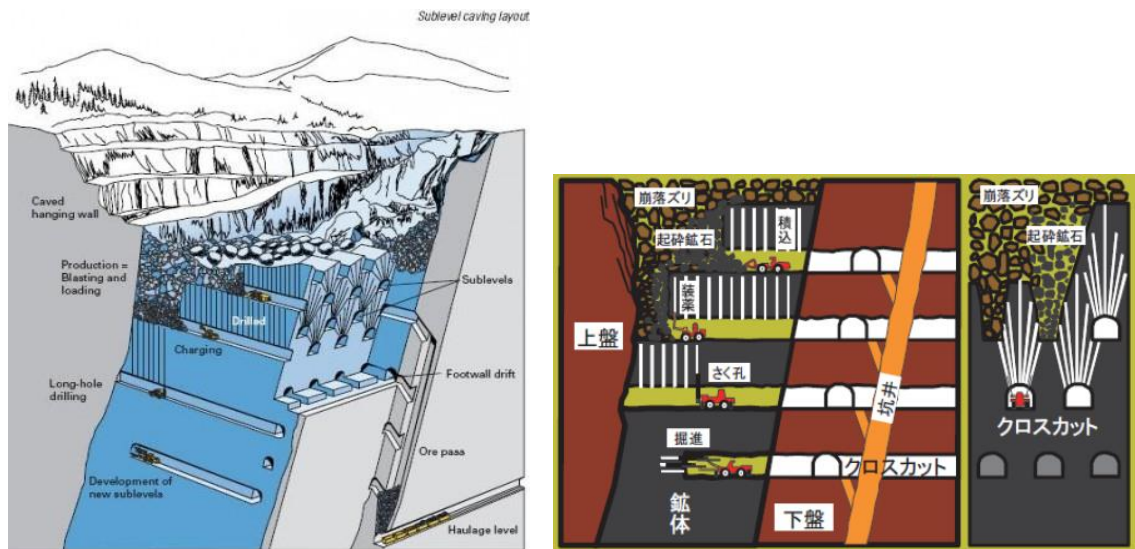 Sublevel caving layout
Caved
hanging wall
Production =
Blasting and
loading
Sublevels
Drilled
Charging
Footwall drift
Long-hole
drilling
Ore pass
Development of
new sublevels
Haulage level
崩落ズリ
積込
起砕鉱石
装薬
上盤
さく孔
坑井
掘進
クロスカット
鉱体
下盤
崩落ズリ
起砕鉱石
クロスカット